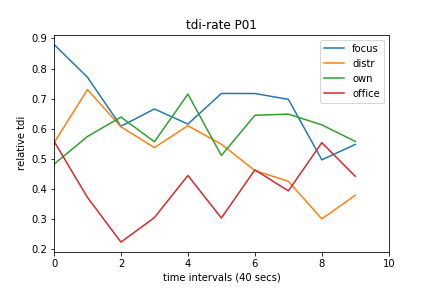 tdi-rate P01
0.9
0.8
0.7
0.6
0.5
0.4
0.3
0.2
relative tdi
focus
distr
own
office
0 2 4 6 8 10
time intervals (40 secs)